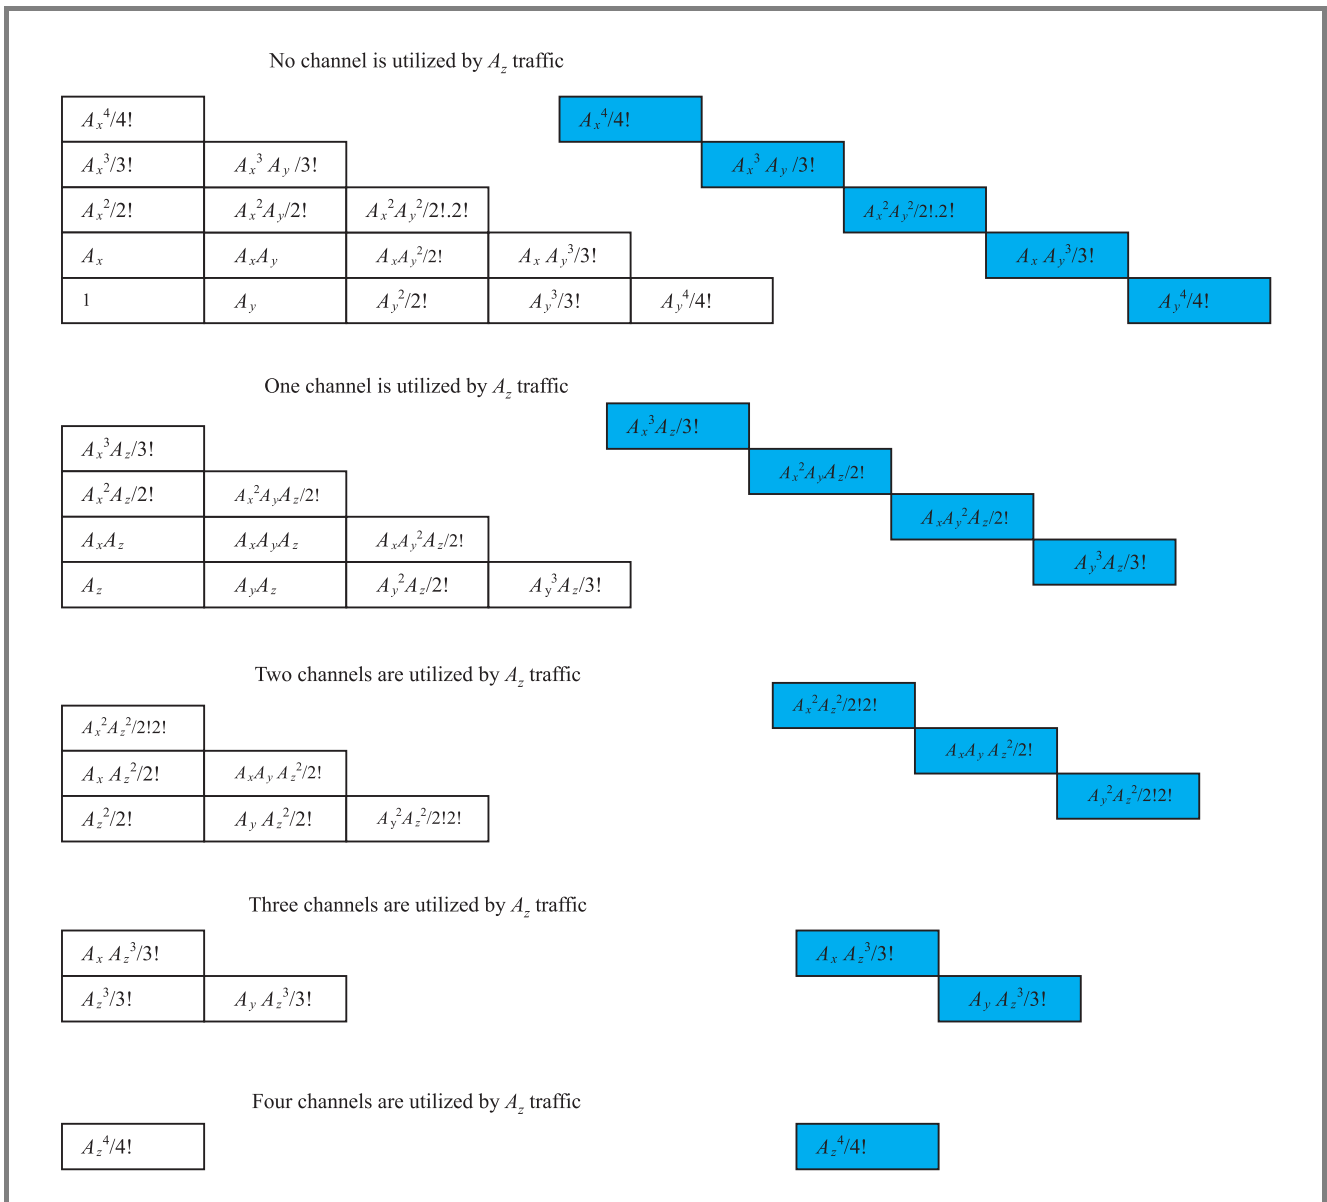 No channel is utilized by A_z traffic
A_x^4/4! A_x^4/4!
A_x^3/3! A_x^3 A_y /3! A_x^3 A_y /3!
A_x^2/2! A_x^2A_y/2! A_x^2A_y^2/2!.2! A_x^2A_y^2/2!.2!
A_x A_xA_y A_xA_y^2/2! A_x A_y^3/3! A_x A_y^3/3!
1 A_y A_y^2/2! A_y^3/3! A_y^4/4! A_y^4/4!
One channel is utilized by A_z traffic
A_x^3A_z/3!
A_x^3A_z/3!
A_x^2A_yA_z/2!
A_x^2A_z/2! A_x^2A_yA_z/2!
A_xA_y^2A_z/2!
A_xA_z A_xA_yA_z A_xA_y^2A_z/2!
A_y^3A_z/3!
A_z A_yA_z A_y^2A_z/2! A_y^3A_z/3!
Two channels are utilized by A_z traffic
A_x^2A_z^2/2!2!
A_x^2A_z^2/2!2!
A_xA_y A_z^2/2!
A_x A_z^2/2! A_xA_y A_z^2/2!
A_y^2A_z^2/2!2!
A_z^2/2! A_y A_z^2/2! A_y^2A_z^2/2!2!
Three channels are utilized by A_z traffic
A_x A_z^3/3! A_x A_z^3/3!
A_z^3/3! A_y A_z^3/3! A_y A_z^3/3!
Four channels are utilized by A_z traffic
A_z^4/4! A_z^4/4!